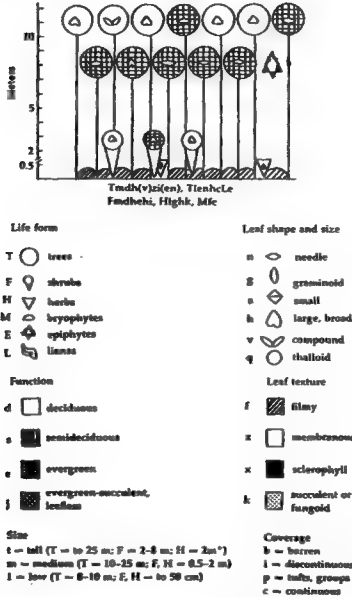 m
meters
5
2
0.5
Tmdh(v)zi(en), TlenhcLe
Fmdhehi, Hlghk, Mfc
Life form
T trees
F shrubs
H herbs
M bryophytes
E epiphytes
L lianas
Function
d deciduous
s semideciduous
e evergreen
j evergreen-succulent,
leafless
Size
t = tall (T = to 25 m; F = 2-8 m; H = 2m+)
m = medium (T = 10-25 m; F, H = 0.5-2 m)
l = low (T = 8-10 m; F, H = to 50 cm)
Leaf shape and size
n needle
g graminoid
a small
h large, broad
v compound
q thalloid
Leaf texture
f filmy
z membranous
x sclerophyll
k succulent or
fungoid
Coverage
b = barren
i = discontinuous
p = tufts, groups
c = continuous